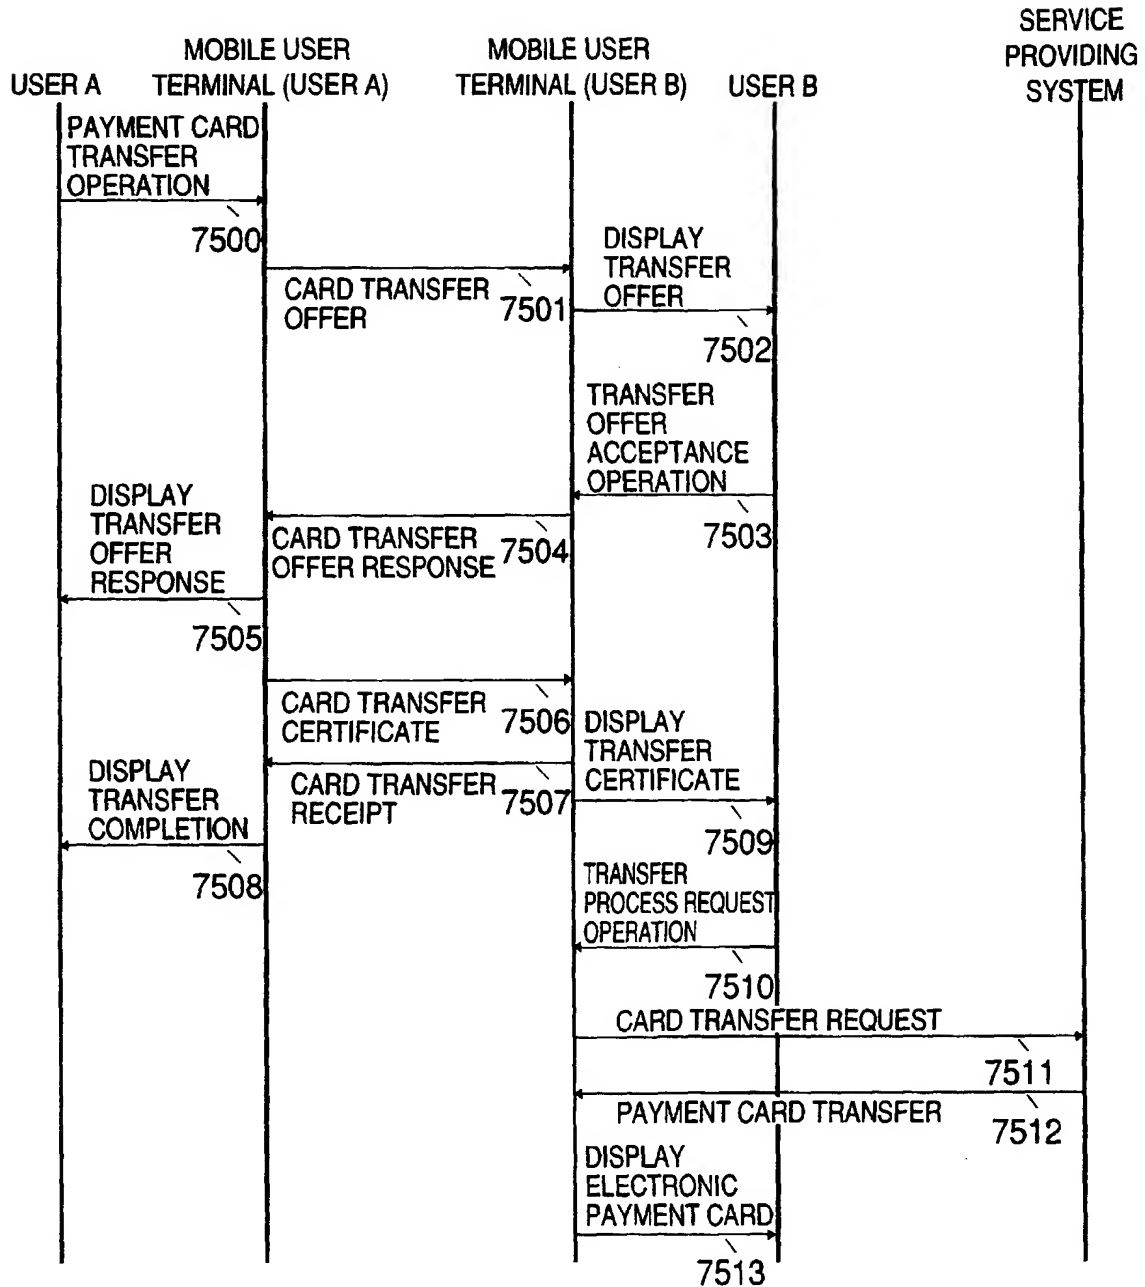 SERVICE
PROVIDING
SYSTEM
MOBILE USER
TERMINAL (USER A)
MOBILE USER
TERMINAL (USER B)
USER A
USER B
PAYMENT CARD
TRANSFER
OPERATION
7500
CARD TRANSFER
OFFER
7501
DISPLAY
TRANSFER
OFFER
7502
TRANSFER
OFFER
ACCEPTANCE
OPERATION
7503
CARD TRANSFER
OFFER RESPONSE
7504
DISPLAY
TRANSFER
OFFER
RESPONSE
7505
CARD TRANSFER
CERTIFICATE
7506
CARD TRANSFER
RECEIPT
7507
DISPLAY
TRANSFER
COMPLETION
7508
DISPLAY
TRANSFER
CERTIFICATE
7509
TRANSFER
PROCESS REQUEST
OPERATION
7510
CARD TRANSFER REQUEST
7511
PAYMENT CARD TRANSFER
7512
DISPLAY
ELECTRONIC
PAYMENT CARD
7513